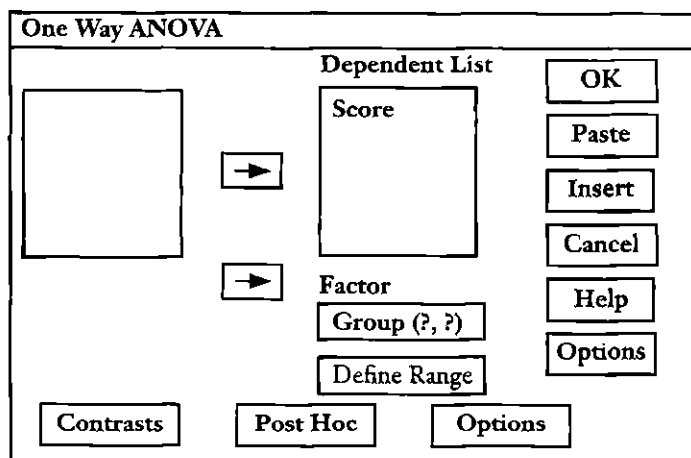 One Way ANOVA
Dependent List
Score
OK
Paste
Insert
Cancel
Help
Options
Factor
Group (?, ?)
Define Range
Contrasts
Post Hoc
Options